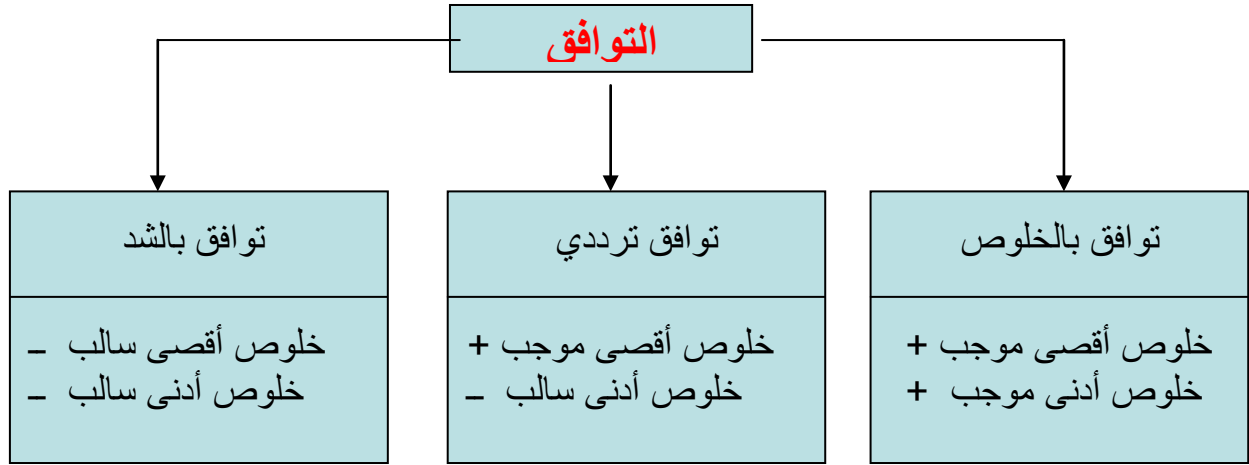 التوافق
توافق بالخلوص
خلوص أقصى موجب +
خلوص أدنى موجب +
توافق ترددي
خلوص أقصى موجب +
خلوص أدنى سالب –
توافق بالشد
خلوص أقصى سالب –
خلوص أدنى سالب –